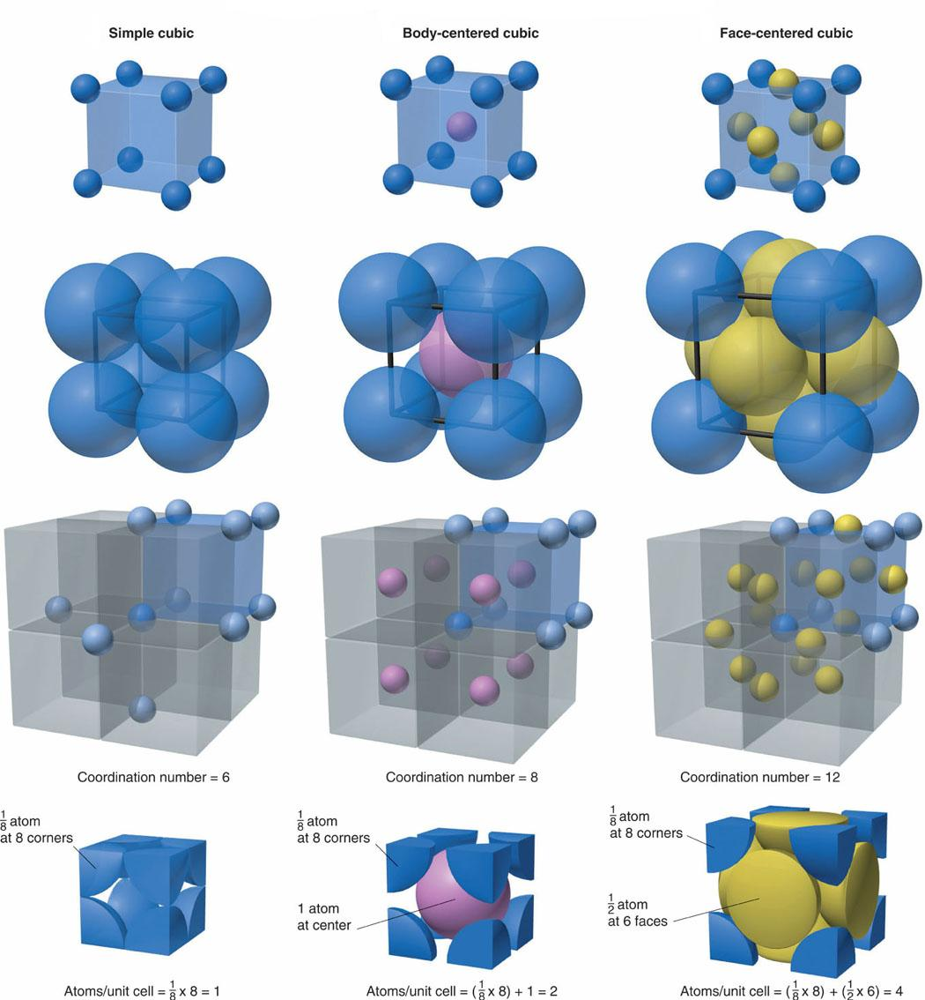 Simple cubic
Body-centered cubic
Face-centered cubic
Coordination number = 6
Coordination number = 8
Coordination number = 12
1/8 atom
at 8 corners
1/8 atom
at 8 corners
1 atom
at center
1/8 atom
at 8 corners
1/2 atom
at 6 faces
Atoms/unit cell = 1/8 x 8 = 1
Atoms/unit cell = (1/8 x 8) + 1 = 2
Atoms/unit cell = (1/8 x 8) + (1/2 x 6) = 4